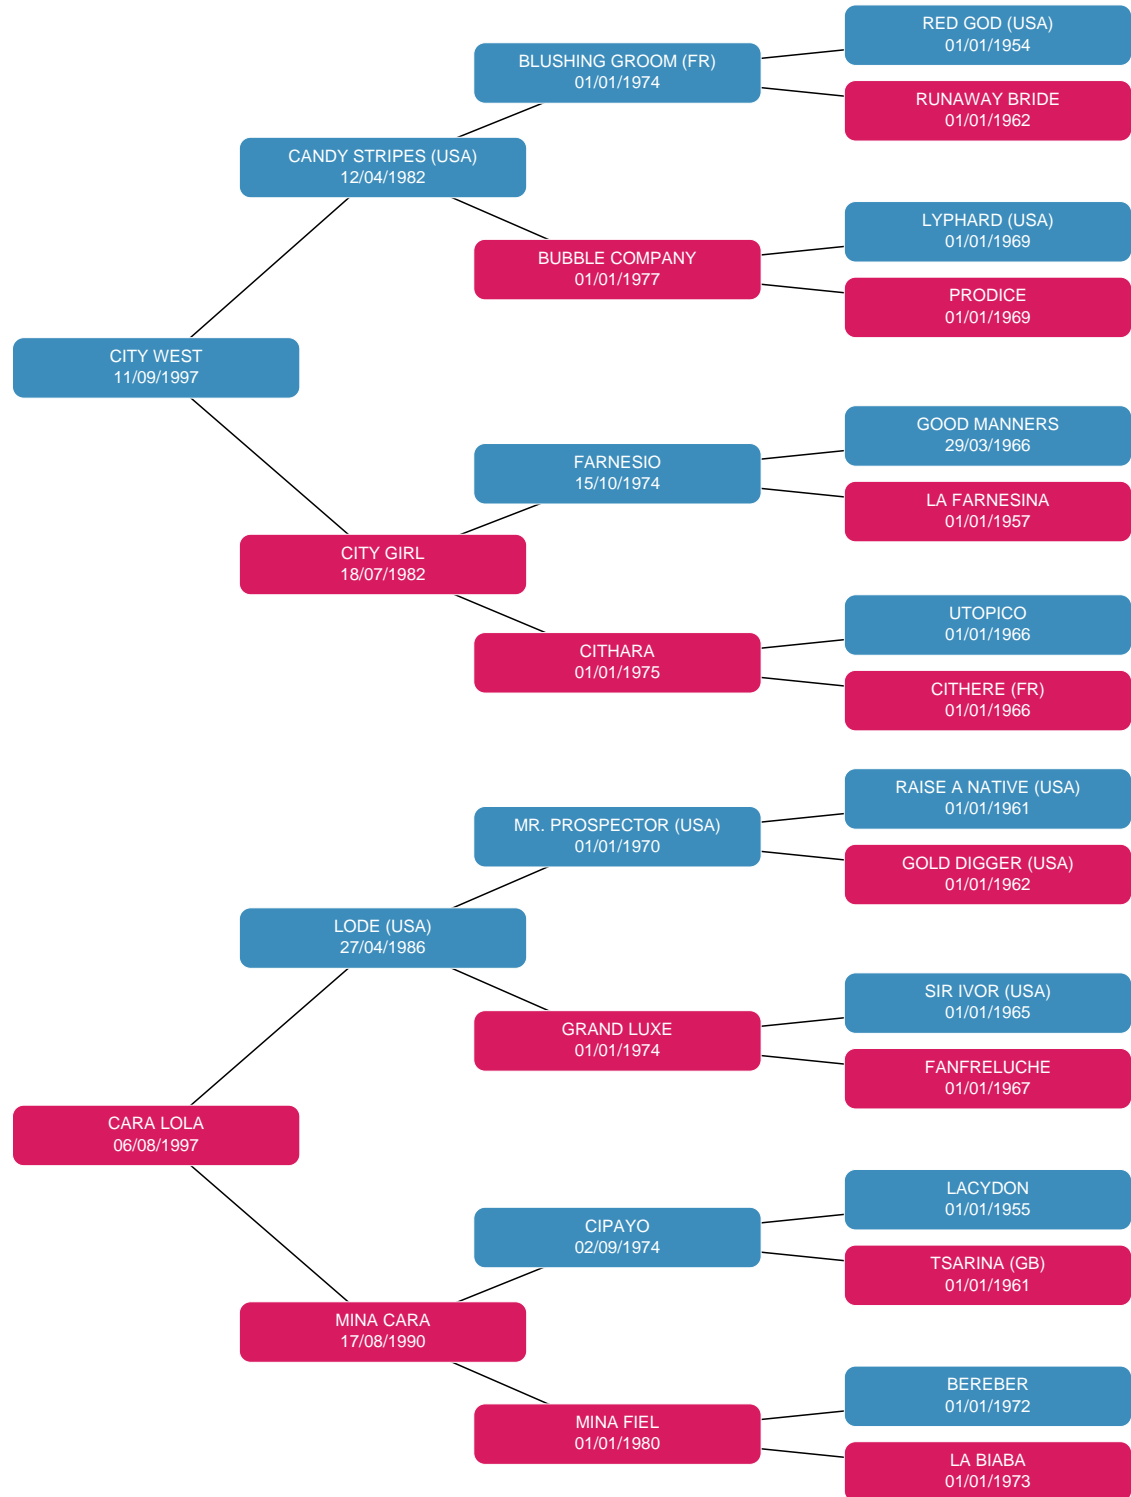 RED GOD (USA)
01/01/1954
BLUSHING GROOM (FR)
01/01/1974
RUNAWAY BRIDE
01/01/1962
CANDY STRIPES (USA)
12/04/1982
LYPHARD (USA)
01/01/1969
BUBBLE COMPANY
01/01/1977
PRODICE
01/01/1969
CITY WEST
11/09/1997
GOOD MANNERS
29/03/1966
FARNESIO
15/10/1974
LA FARNESINA
01/01/1957
CITY GIRL
18/07/1982
UTOPICO
01/01/1966
CITHARA
01/01/1975
CITHERE (FR)
01/01/1966
RAISE A NATIVE (USA)
01/01/1961
MR. PROSPECTOR (USA)
01/01/1970
GOLD DIGGER (USA)
01/01/1962
LODE (USA)
27/04/1986
SIR IVOR (USA)
01/01/1965
GRAND LUXE
01/01/1974
FANFRELUCHE
01/01/1967
CARA LOLA
06/08/1997
LACYDON
01/01/1955
CIPAYO
02/09/1974
TSARINA (GB)
01/01/1961
MINA CARA
17/08/1990
BEREBER
01/01/1972
MINA FIEL
01/01/1980
LA BIABA
01/01/1973